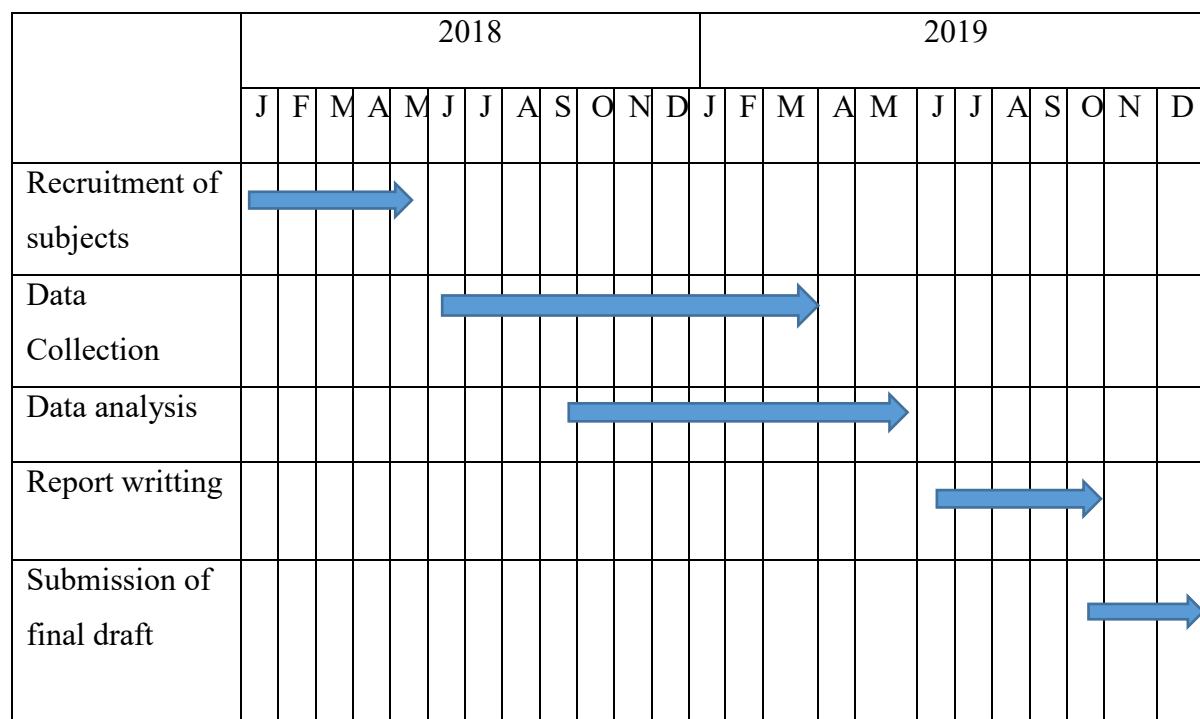 2018 2019
J F M A M J J A S O N D J F M A M J J A S O N D
Recruitment of
subjects
Data
Collection
Data analysis
Report writting
Submission of
final draft